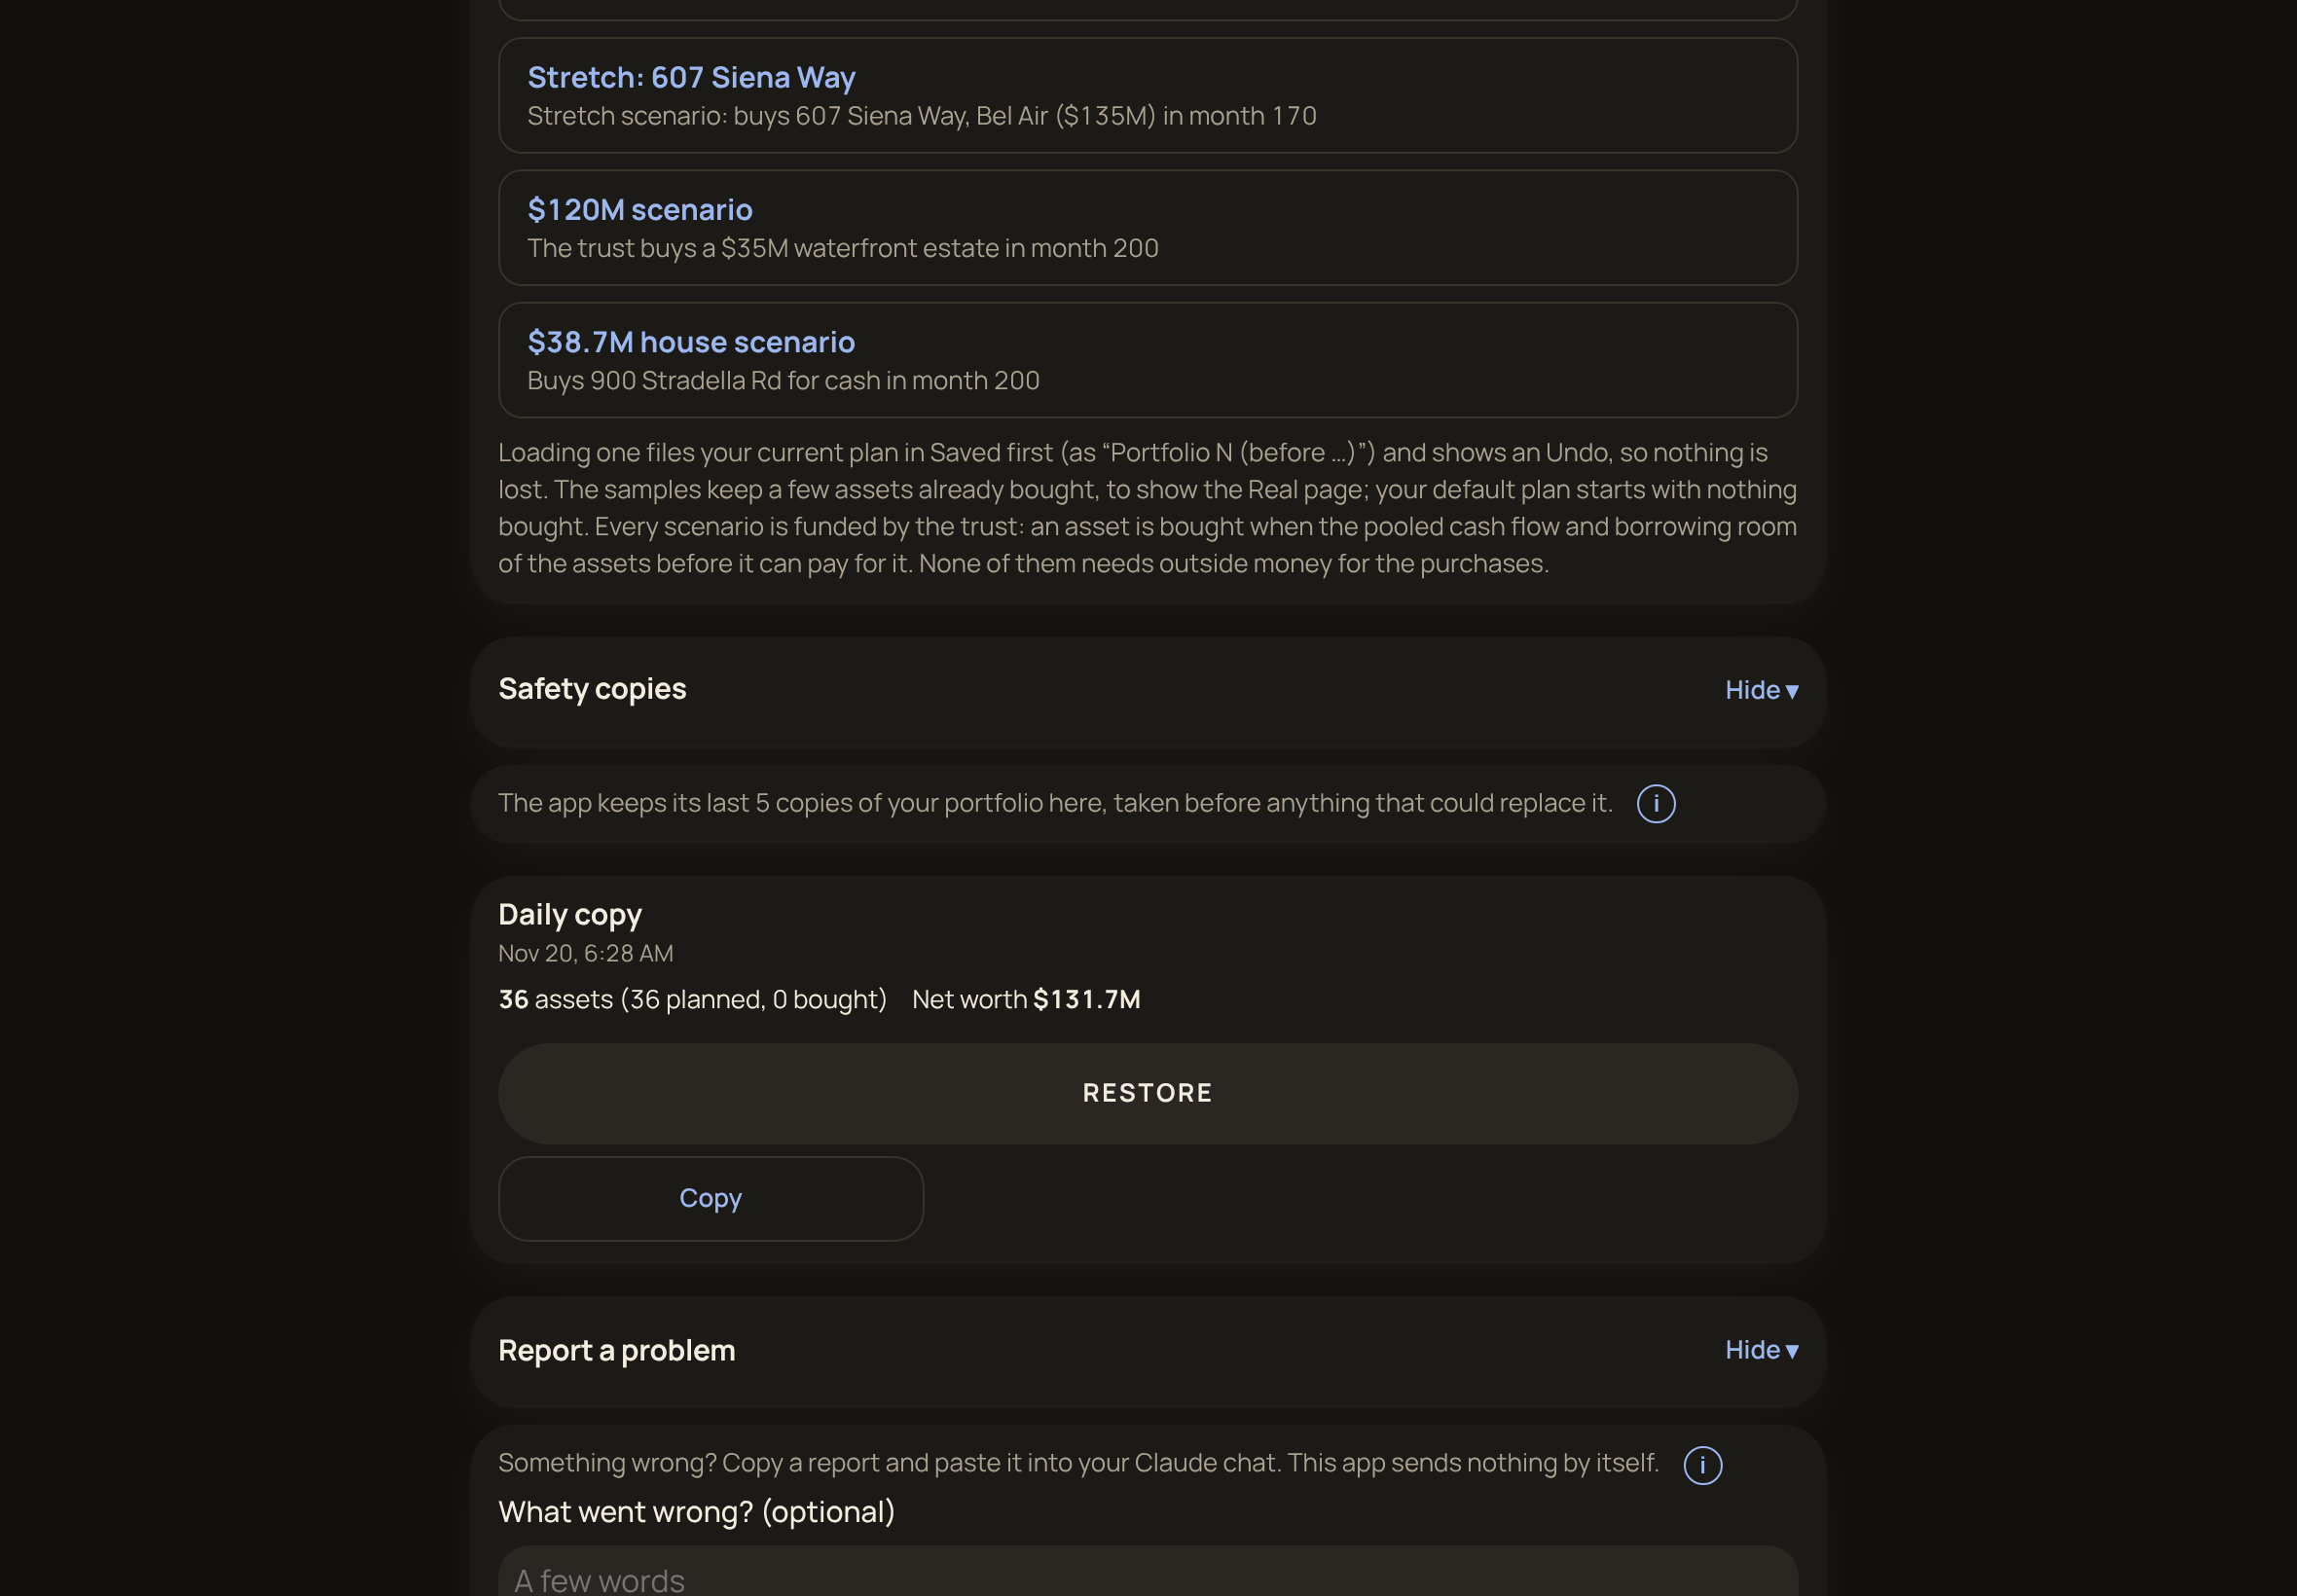 Stretch: 607 Siena Way
Stretch scenario: buys 607 Siena Way, Bel Air ($135M) in month 170
$120M scenario
The trust buys a $35M waterfront estate in month 200
$38.7M house scenario
Buys 900 Stradella Rd for cash in month 200
Loading one files your current plan in Saved first (as “Portfolio N (before …)”) and shows an Undo, so nothing is
lost. The samples keep a few assets already bought, to show the Real page; your default plan starts with nothing
bought. Every scenario is funded by the trust: an asset is bought when the pooled cash flow and borrowing room
of the assets before it can pay for it. None of them needs outside money for the purchases.
Safety copies
Hide ▾
The app keeps its last 5 copies of your portfolio here, taken before anything that could replace it. i
Daily copy
Nov 20, 6:28 AM
36 assets (36 planned, 0 bought) Net worth $131.7M
RESTORE
Copy
Report a problem
Hide ▾
Something wrong? Copy a report and paste it into your Claude chat. This app sends nothing by itself. i
What went wrong? (optional)
A few words